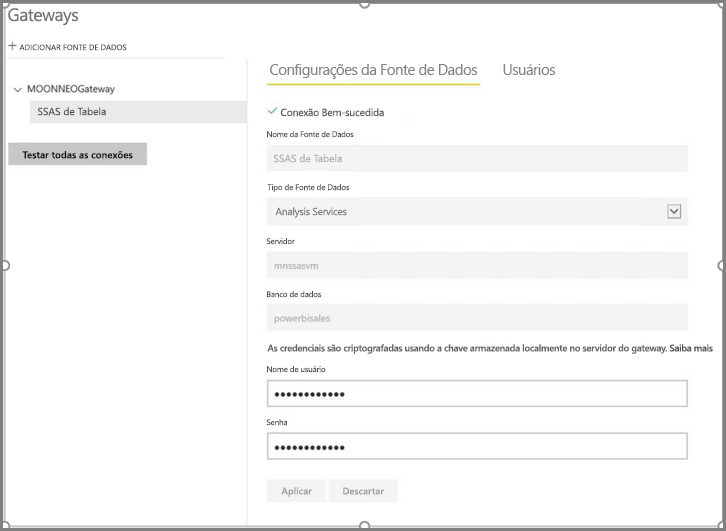 Gateways
+ ADICIONAR FONTE DE DADOS
MOONNEOGateway
SSAS de Tabela
Testar todas as conexões
Configurações da Fonte de Dados Usuários
Conexão Bem-sucedida
Nome da Fonte de Dados
SSAS de Tabela
Tipo de Fonte de Dados
Analysis Services
Servidor
mnssasvm
Banco de dados
powerbisales
As credenciais são criptografadas usando a chave armazenada localmente no servidor do gateway. Saiba mais
Nome de usuário
●●●●●●●●●●●●
Senha
●●●●●●●●●●●●
Aplicar Descartar